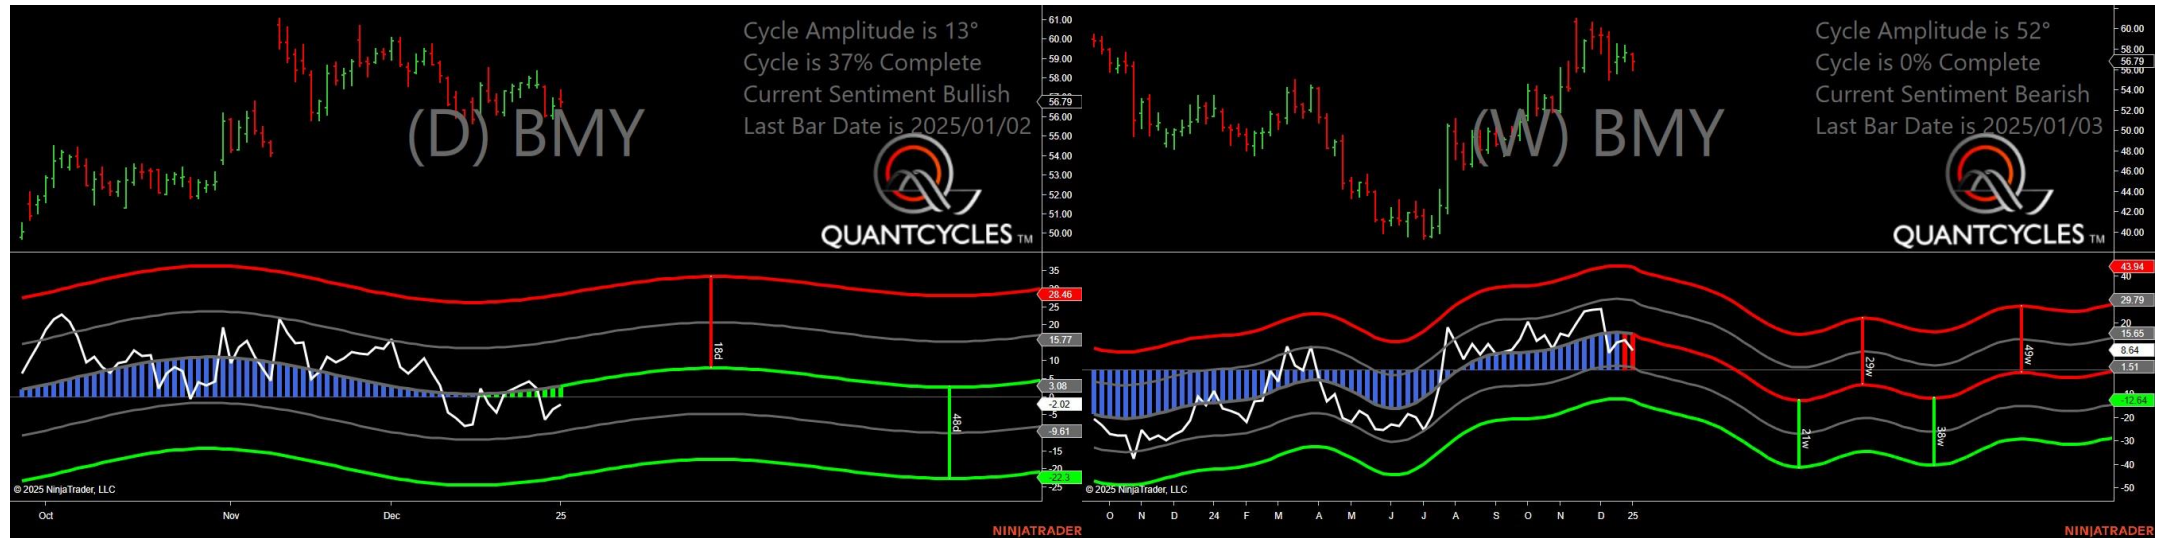 Cycle Amplitude is 13°
Cycle is 37% Complete
Current Sentiment Bullish
Last Bar Date is 2025/01/02
(D) BMY
QUANTCYCLES TM
61.00
60.00
59.00
58.00
56.79
56.00
55.00
54.00
53.00
52.00
51.00
50.00
35
28.46
25
20
15.77
10
3.08
-2.02
-5
-9.61
-15
-20
-22.3
-25
18d
48d
© 2025 NinjaTrader, LLC
Oct Nov Dec 25
NINJATRADER
Cycle Amplitude is 52°
Cycle is 0% Complete
Current Sentiment Bearish
Last Bar Date is 2025/01/03
(W) BMY
QUANTCYCLES TM
60.00
58.00
56.79
56.00
54.00
52.00
50.00
48.00
46.00
44.00
42.00
40.00
43.94
40
29.79
20
15.65
8.64
1.51
-10
-12.64
-20
-30
-40
-50
29w
49w
21w
38w
© 2025 NinjaTrader, LLC
O N D 24 F M A M J J A S O N D 25
NINJATRADER